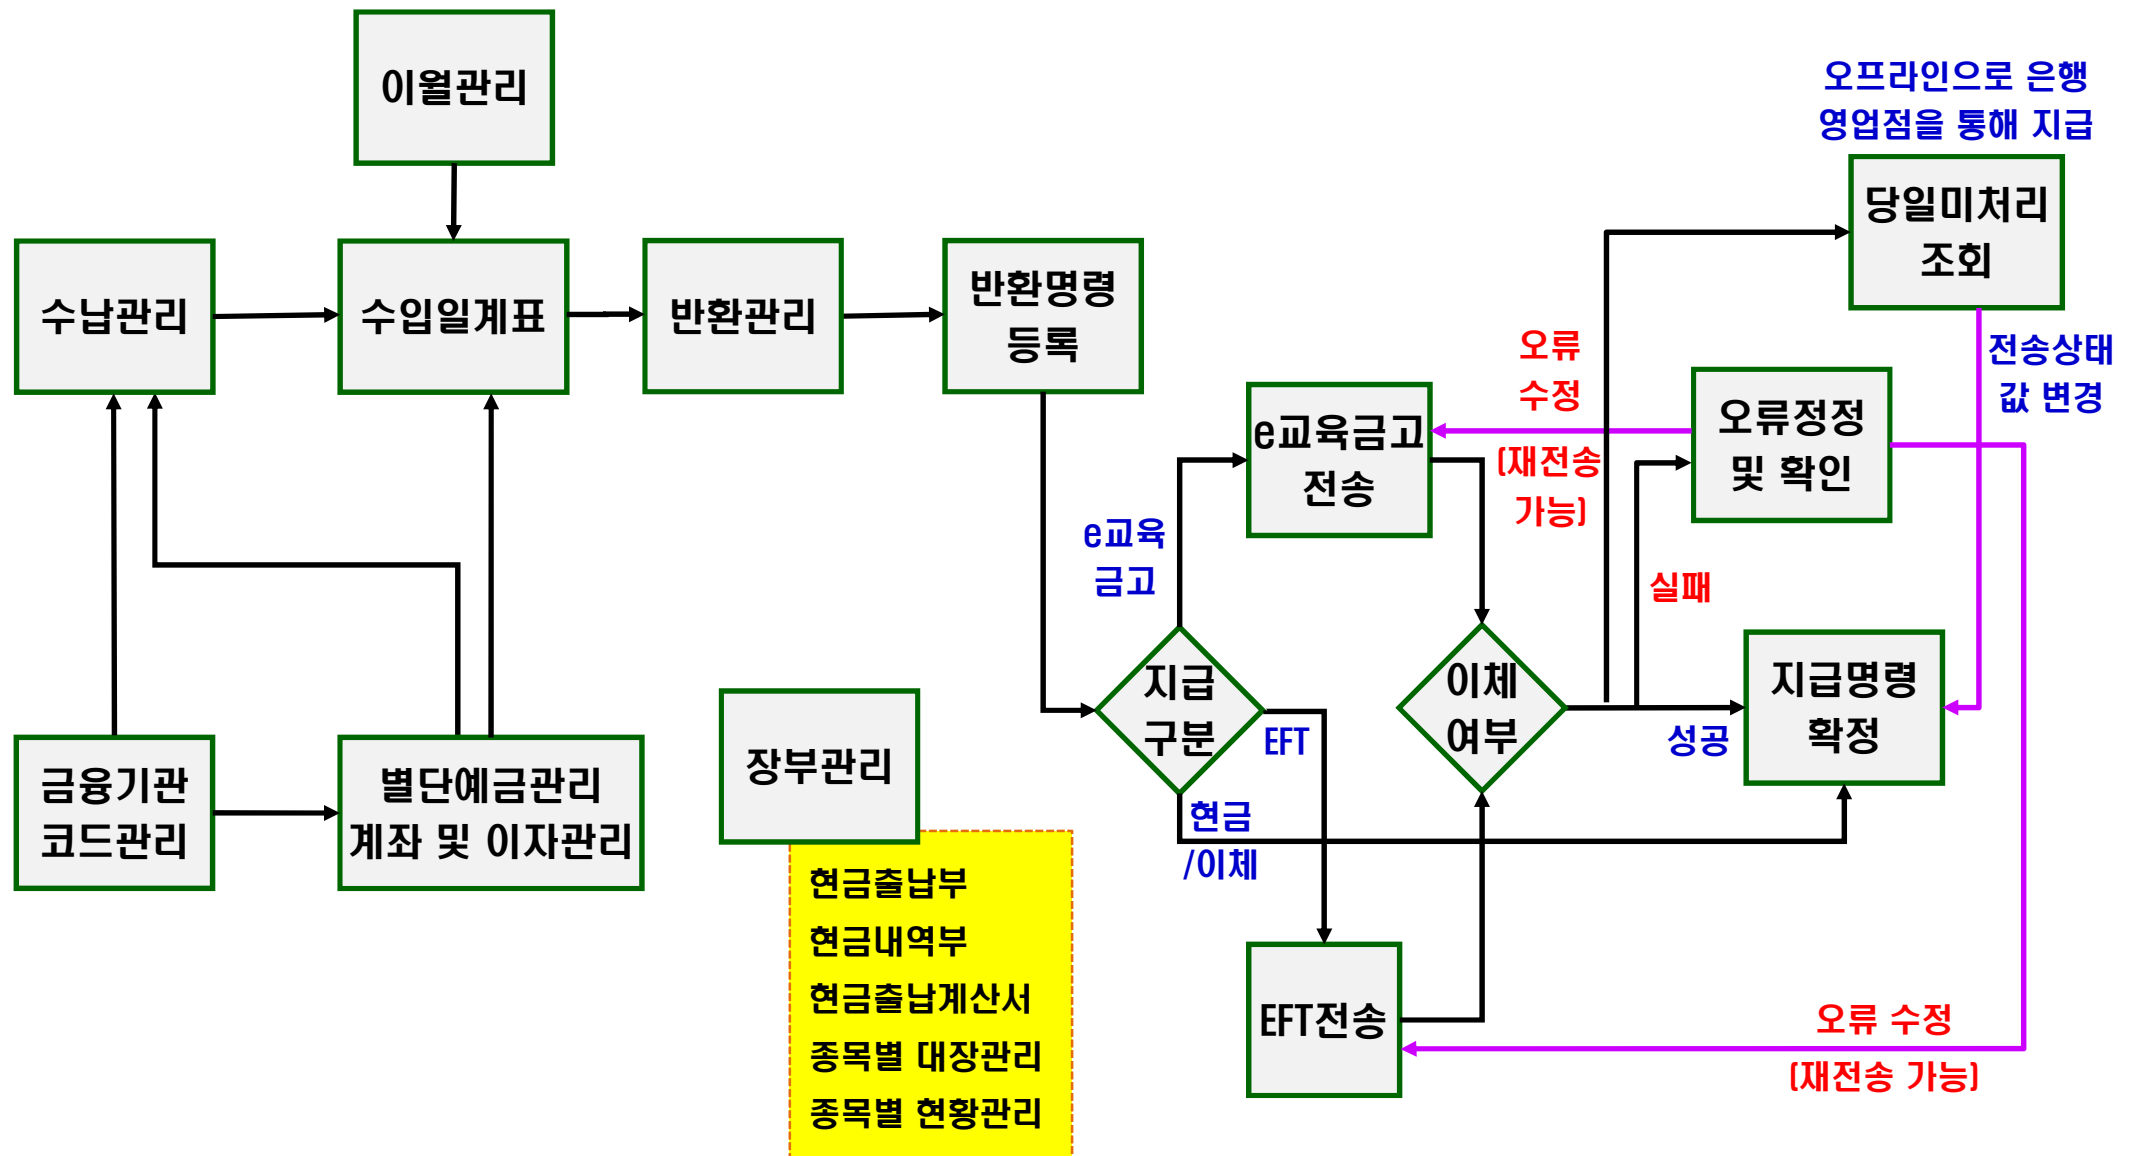 이월관리
오프라인으로 은행
영업점을 통해 지급
당일미처리
조회
수납관리
수입일계표
반환관리
반환명령
등록
전송상태
값 변경
오류
수정
(재전송
가능)
e교육금고
전송
오류정정
및 확인
e교육
금고
실패
지급
구분
이체
여부
지급명령
확정
EFT
성공
금융기관
코드관리
별단예금관리
계좌 및 이자관리
장부관리
현금
/이체
현금출납부
현금내역부
현금출납계산서
종목별 대장관리
종목별 현황관리
EFT전송
오류 수정
(재전송 가능)